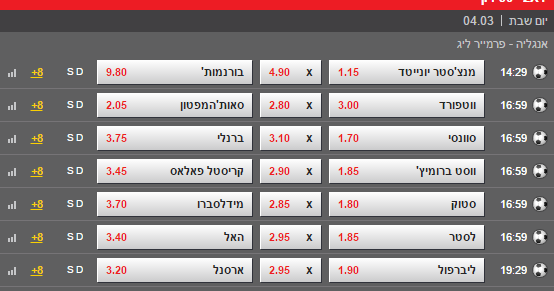 יום שבת | 04.03
אנגליה - פרמייר ליג
14:29 מנצ'סטר יונייטד 1.15 X 4.90 בורנמות' 9.80 S D +8
16:59 ווטפורד 3.00 X 2.80 סאות'המפטון 2.05 S D +8
16:59 סוונסי 1.70 X 3.10 ברנלי 3.75 S D +8
16:59 ווסט ברומיץ' 1.85 X 2.90 קריסטל פאלאס 3.45 S D +8
16:59 סטוק 1.80 X 2.85 מידלסברו 3.70 S D +8
16:59 לסטר 1.85 X 2.95 האל 3.40 S D +8
19:29 ליברפול 1.90 X 2.95 ארסנל 3.20 S D +8